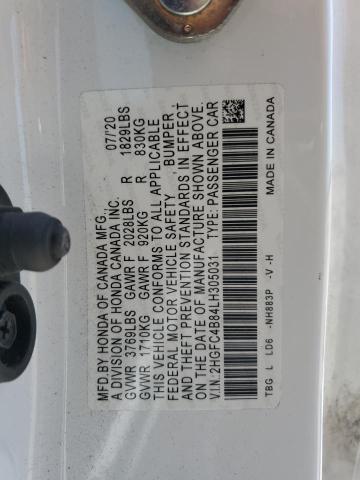 MFD.BY HONDA OF CANADA MFG., 07/'20
A DIVISION OF HONDA CANADA INC.
GVWR 3769LBS GAWR F 2028LBS R 1829LBS
GVWR 1710KG GAWR F 920KG R 830KG
THIS VEHICLE CONFORMS TO ALL APPLICABLE
FEDERAL MOTOR VEHICLE SAFETY , BUMPER ,
AND THEFT PREVENTION STANDARDS IN EFFECT
ON THE DATE OF MANUFACTURE SHOWN ABOVE.
V.I.N.:2HGFC4B84LH305031 TYPE: PASSENGER CAR
TBG L LD6 -NH883P -V -H MADE IN CANADA